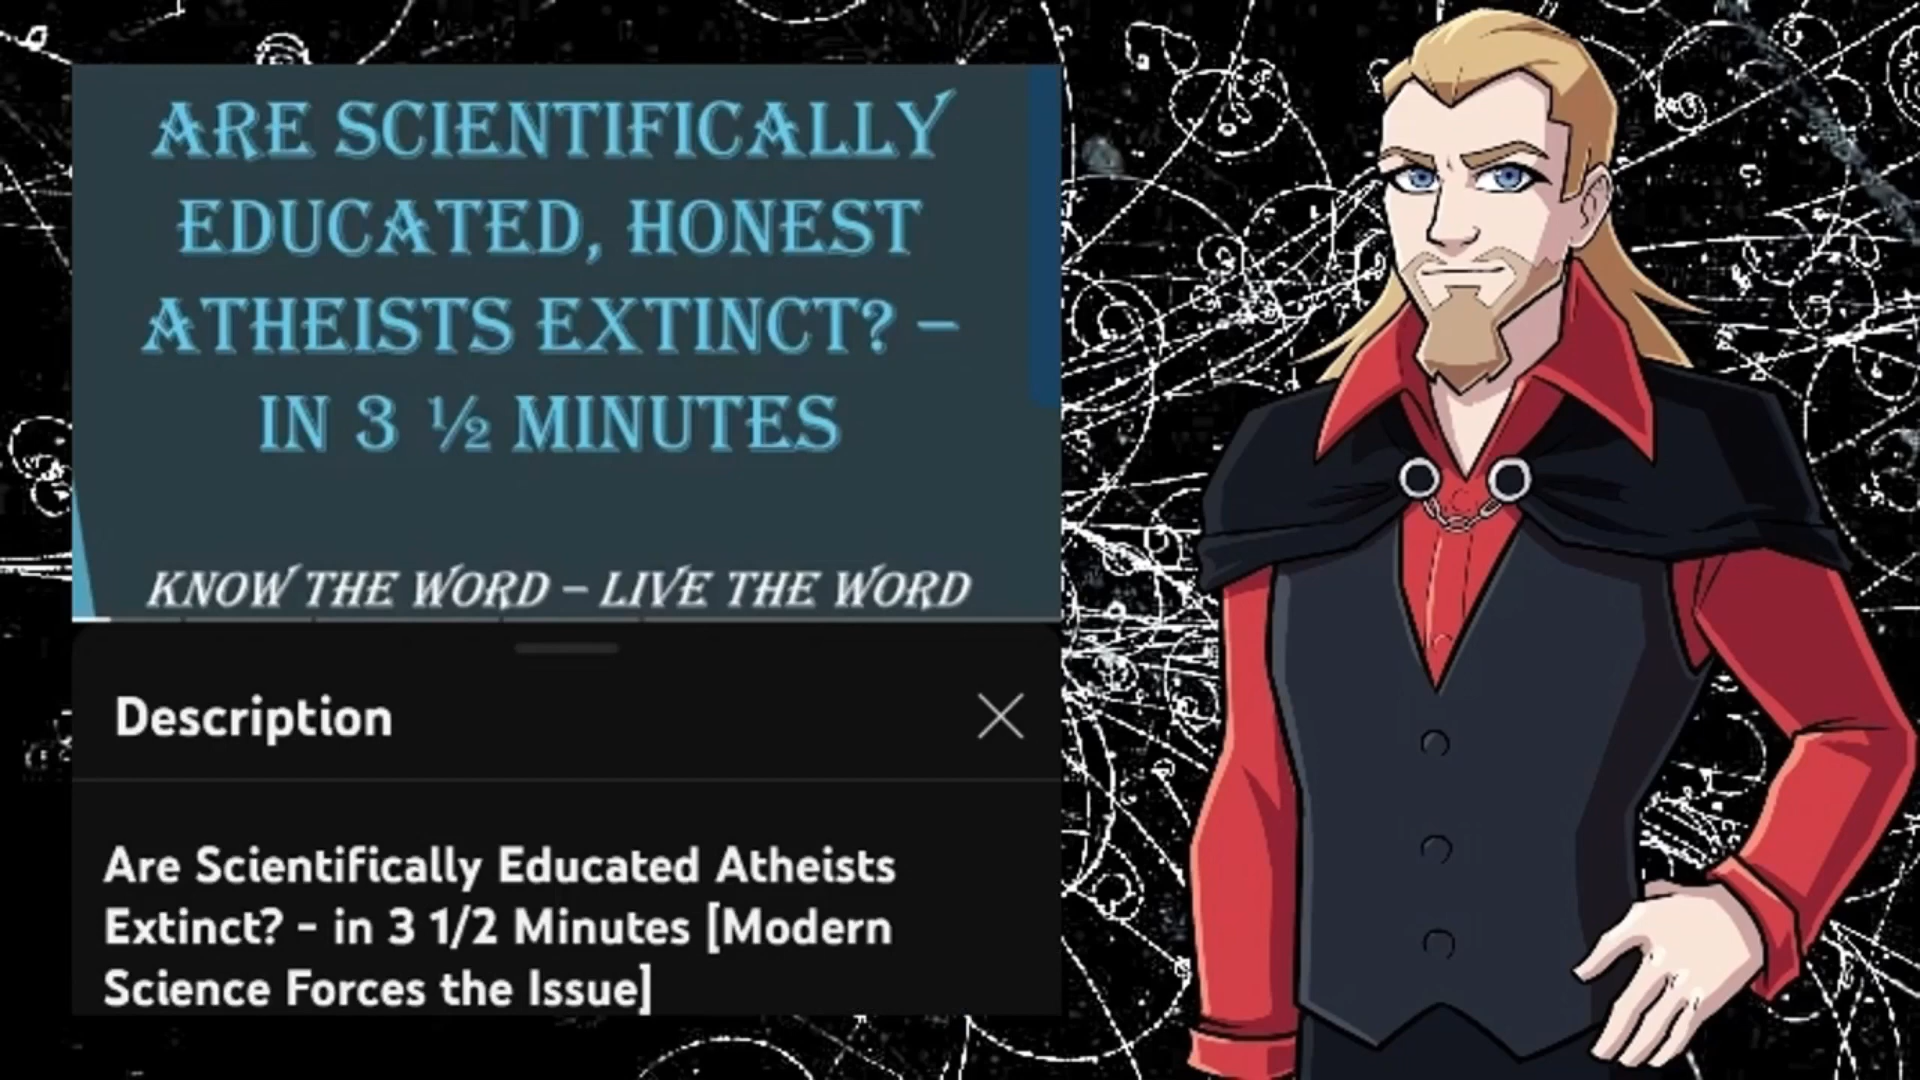 ARE SCIENTIFICALLY
EDUCATED, HONEST
ATHEISTS EXTINCT? –
IN 3 ½ MINUTES
KNOW THE WORD – LIVE THE WORD
Description
Are Scientifically Educated Atheists
Extinct? - in 3 1/2 Minutes [Modern
Science Forces the Issue]